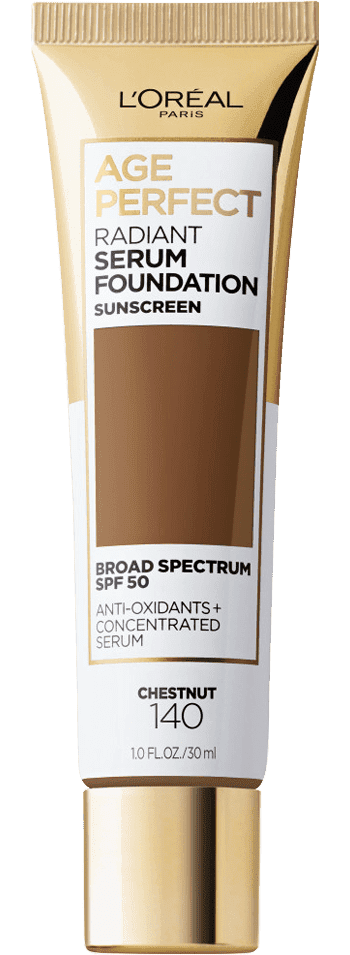 L'ORÉAL
PARIS
AGE
PERFECT
RADIANT
SERUM
FOUNDATION
SUNSCREEN
BROAD SPECTRUM
SPF 50
ANTI-OXIDANTS +
CONCENTRATED
SERUM
CHESTNUT
140
1.0 FL.OZ./30 ml